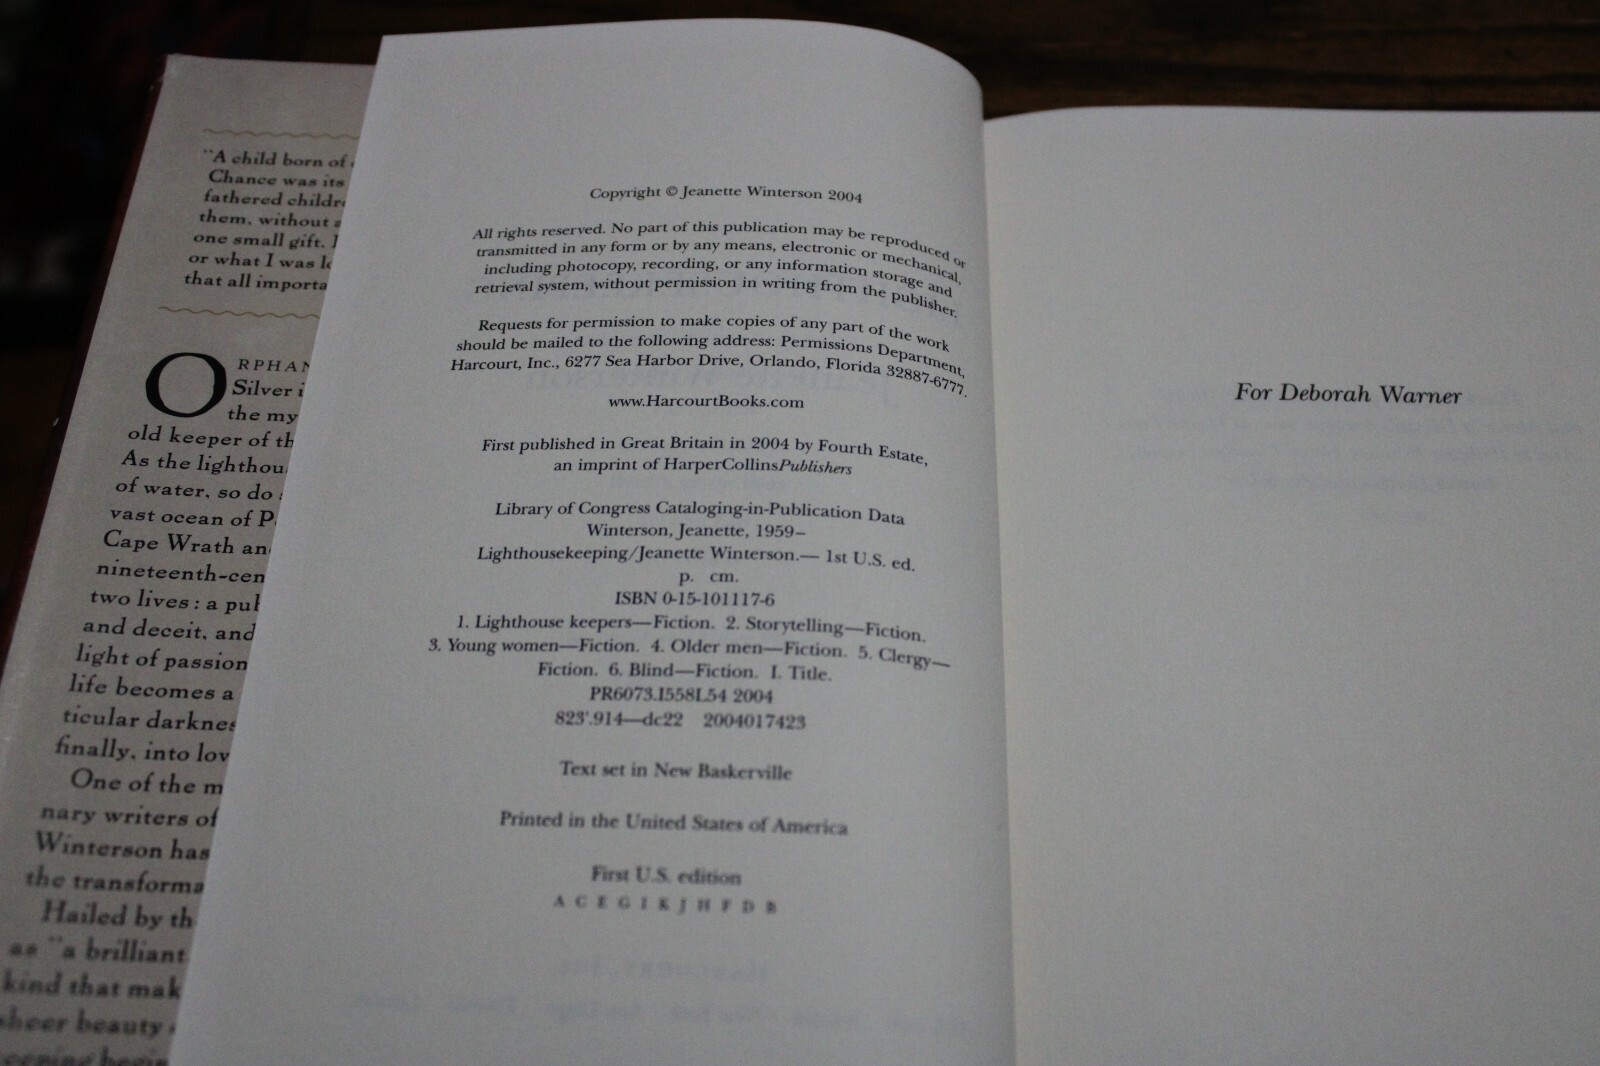 "A child born of
Chance was its
fathered childre
them, without a
one small gift. I
or what I was lo
that all importa
ORPHAN
Silver i
the my
old keeper of th
As the lighthou
of water, so do
vast ocean of P
Cape Wrath an
nineteenth-cen
two lives: a pub
and deceit, and
light of passion
life becomes a
ticular darknes
finally, into lov
One of the m
nary writers of
Winterson has
the transforma
Hailed by th
as "a brilliant
kind that mak
sheer beauty
Copyright © Jeanette Winterson 2004
All rights reserved. No part of this publication may be reproduced or
transmitted in any form or by any means, electronic or mechanical,
including photocopy, recording, or any information storage and
retrieval system, without permission in writing from the publisher.
Requests for permission to make copies of any part of the work
should be mailed to the following address: Permissions Department,
Harcourt, Inc., 6277 Sea Harbor Drive, Orlando, Florida 32887-6777.
www.HarcourtBooks.com
First published in Great Britain in 2004 by Fourth Estate,
an imprint of HarperCollinsPublishers
Library of Congress Cataloging-in-Publication Data
Winterson, Jeanette, 1959–
Lighthousekeeping/Jeanette Winterson.— 1st U.S. ed.
p. cm.
ISBN 0-15-101117-6
1. Lighthouse keepers—Fiction. 2. Storytelling—Fiction.
3. Young women—Fiction. 4. Older men—Fiction. 5. Clergy—
Fiction. 6. Blind—Fiction. I. Title.
PR6073.I558L54 2004
823'.914—dc22 2004017423
Text set in New Baskerville
Printed in the United States of America
First U.S. edition
A C E G I K J H F D B
For Deborah Warner